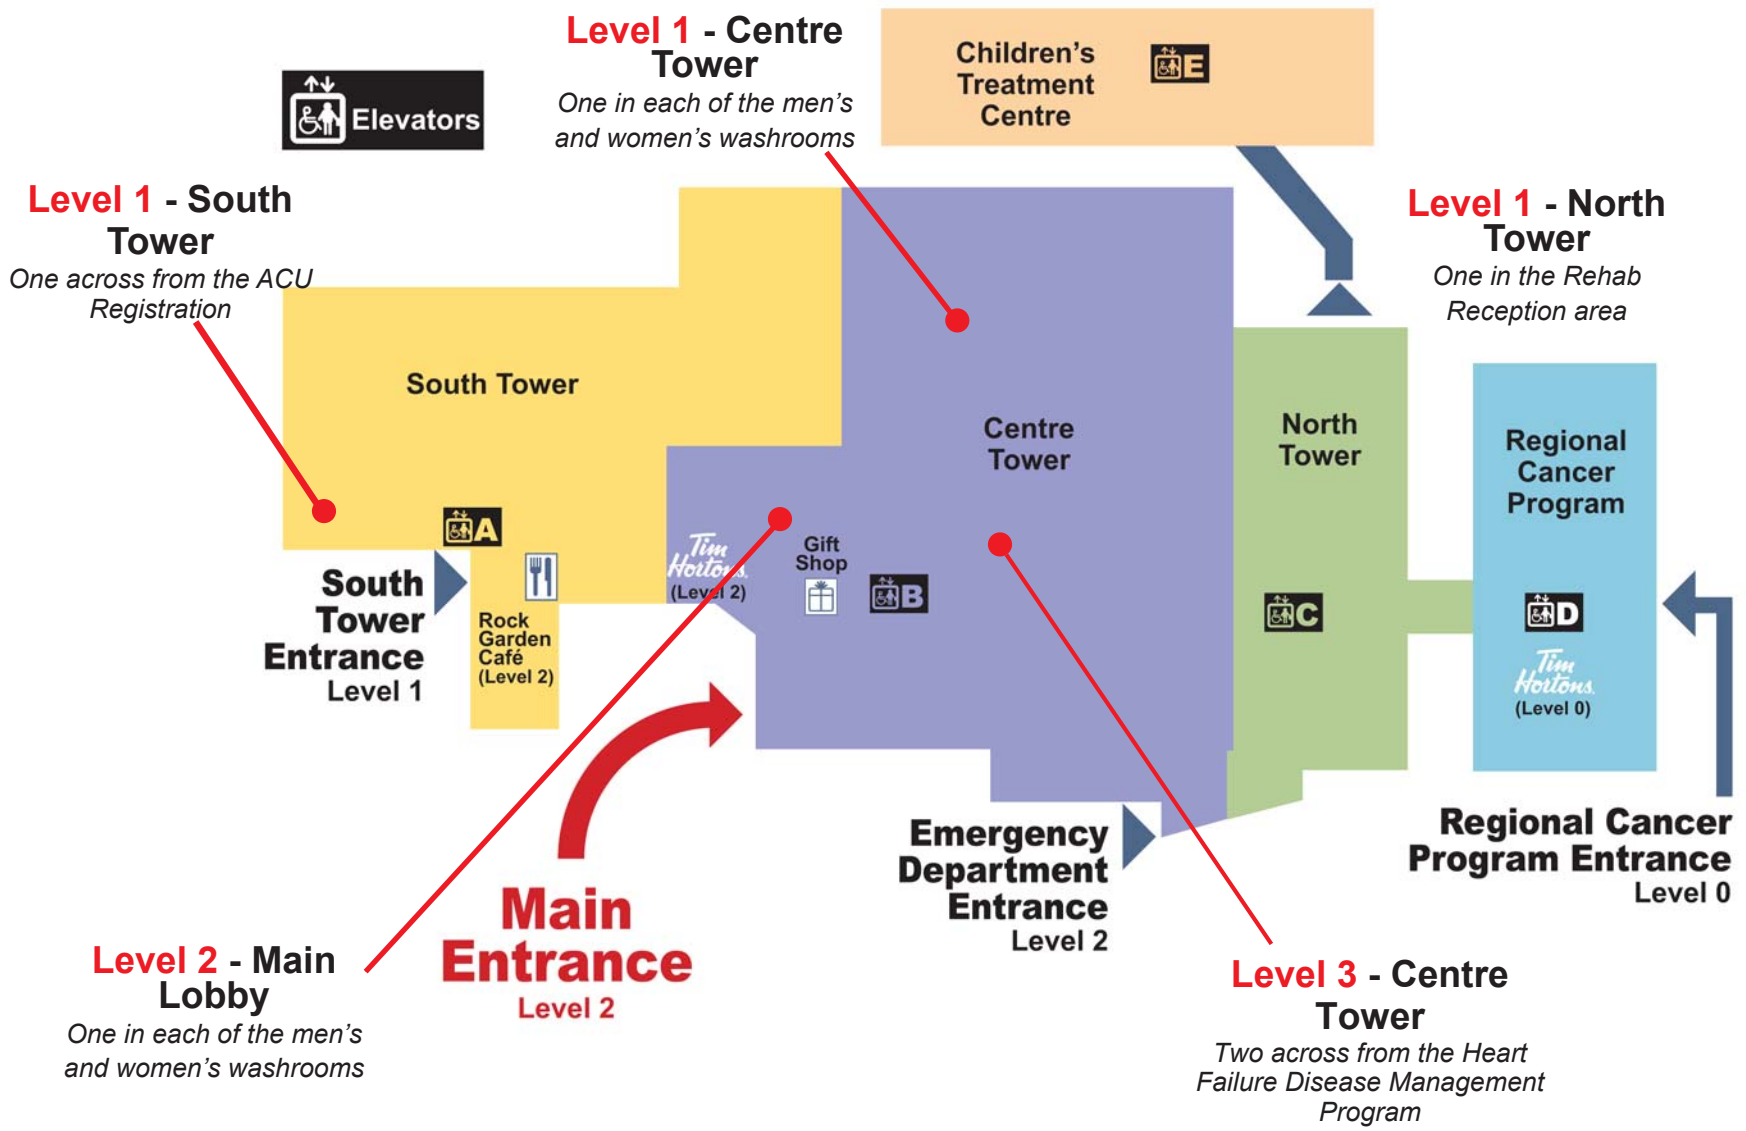 Level 1 - Centre
Tower
One in each of the men's
and women's washrooms
Children's
Treatment
Centre
E
Elevators
Level 1 - South
Tower
One across from the ACU
Registration
Level 1 - North
Tower
One in the Rehab
Reception area
South Tower
Centre
Tower
North
Tower
Regional
Cancer
Program
A
Tim
Hortons.
(Level 2)
Gift
Shop
B
C
D
Tim
Hortons.
(Level 0)
South
Tower
Entrance
Level 1
Rock
Garden
Café
(Level 2)
Main
Entrance
Level 2
Emergency
Department
Entrance
Level 2
Regional Cancer
Program Entrance
Level 0
Level 2 - Main
Lobby
One in each of the men's
and women's washrooms
Level 3 - Centre
Tower
Two across from the Heart
Failure Disease Management
Program